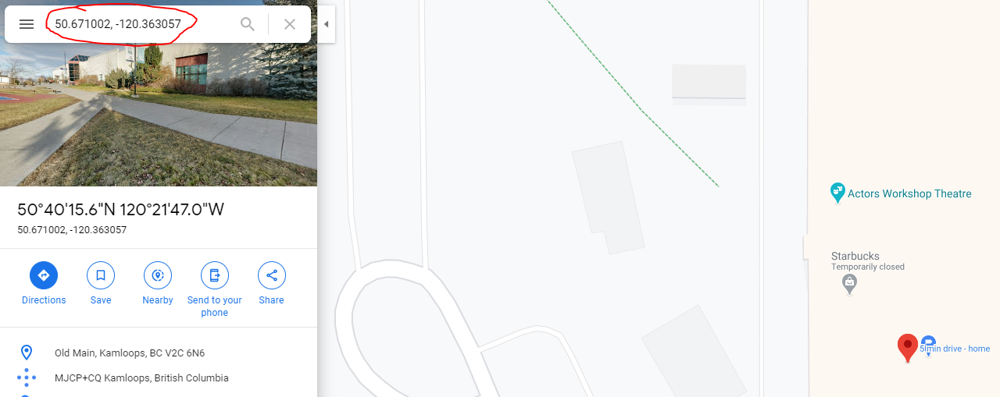 50.671002, -120.363057
50°40'15.6"N 120°21'47.0"W
50.671002, -120.363057
Directions
Save
Nearby
Send to your
phone
Share
Old Main, Kamloops, BC V2C 6N6
MJCP+CQ Kamloops, British Columbia
Actors Workshop Theatre
Starbucks
Temporarily closed
drive - home